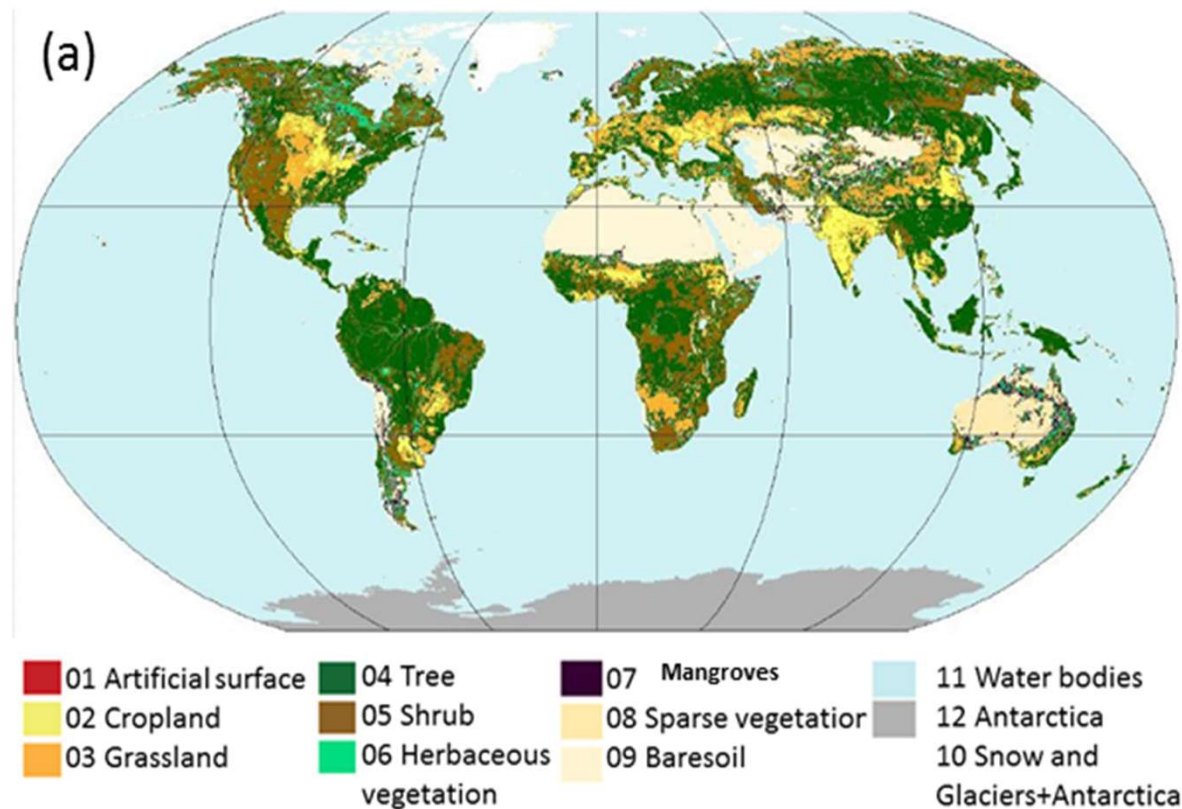 (a)
01 Artificial surface
02 Cropland
03 Grassland
04 Tree
05 Shrub
06 Herbaceous
vegetation
07 Mangroves
08 Sparse vegetatior
09 Baresoil
11 Water bodies
12 Antarctica
10 Snow and
Glaciers+Antarctica